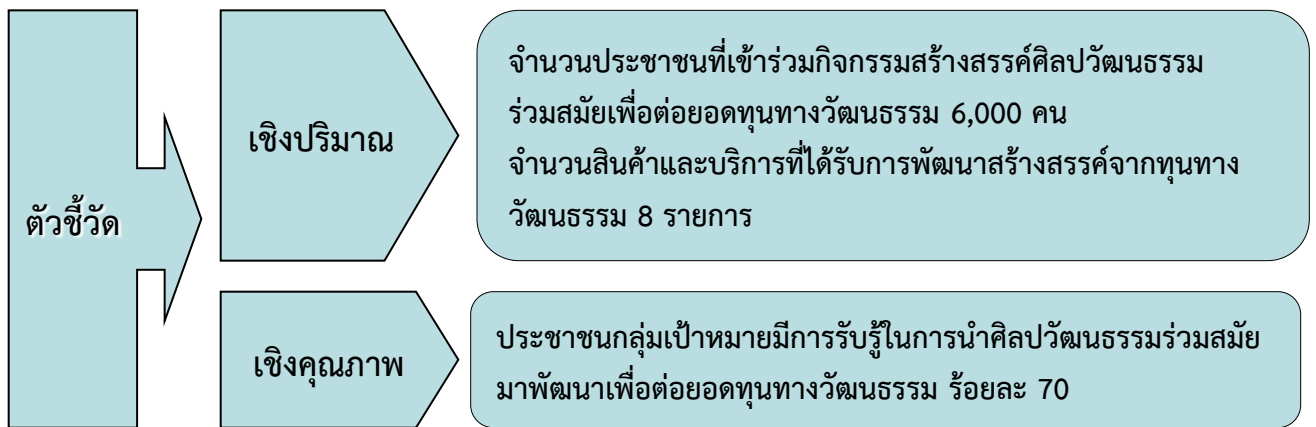 ตัวชี้วัด
เชิงปริมาณ
จำนวนประชาชนที่เข้าร่วมกิจกรรมสร้างสรรค์ศิลปวัฒนธรรม
ร่วมสมัยเพื่อต่อยอดทุนทางวัฒนธรรม 6,000 คน
จำนวนสินค้าและบริการที่ได้รับการพัฒนาสร้างสรรค์จากทุนทาง
วัฒนธรรม 8 รายการ
เชิงคุณภาพ
ประชาชนกลุ่มเป้าหมายมีการรับรู้ในการนำศิลปวัฒนธรรมร่วมสมัย
มาพัฒนาเพื่อต่อยอดทุนทางวัฒนธรรม ร้อยละ 70